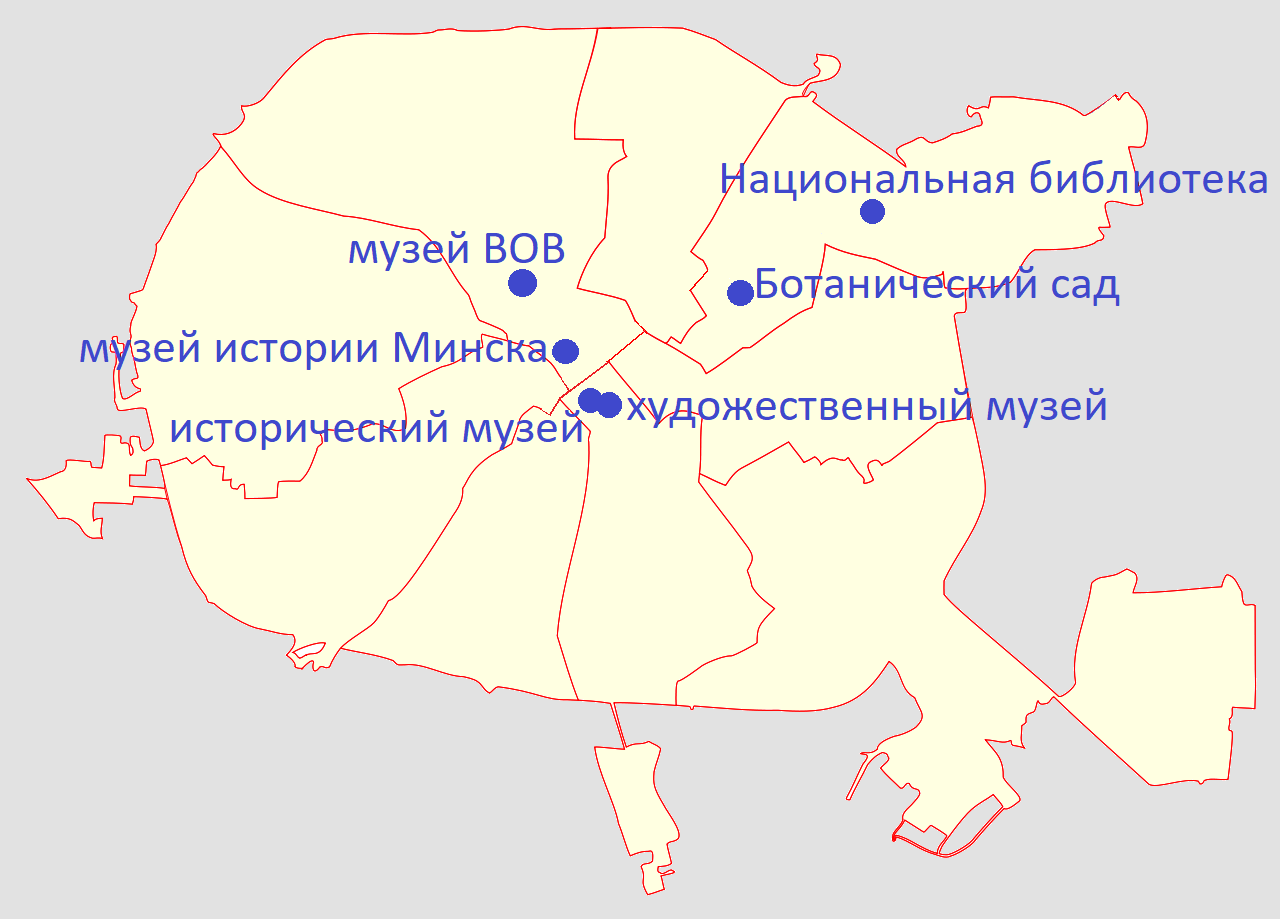 Национальная библиотека
музей ВОВ
Ботанический сад
музей истории Минска
художественный музей
исторический музей